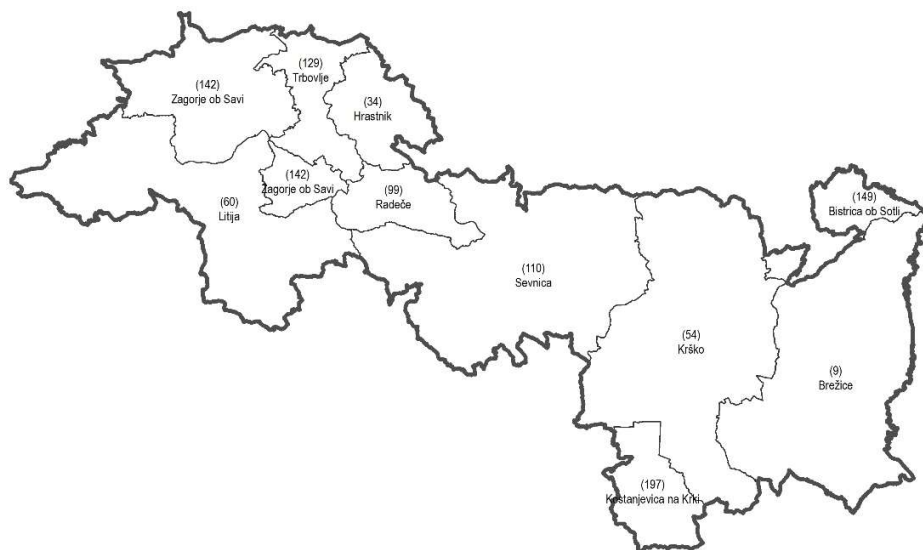 (129)
Trbovlje
(142)
Zagorje ob Savi
(34)
Hrastnik
(142)
Zagorje ob Savi
(99)
Radeče
(60)
Litija
(149)
Bistrica ob Sotli
(110)
Sevnica
(54)
Krško
(9)
Brežice
(197)
Kostanjevica na Krki